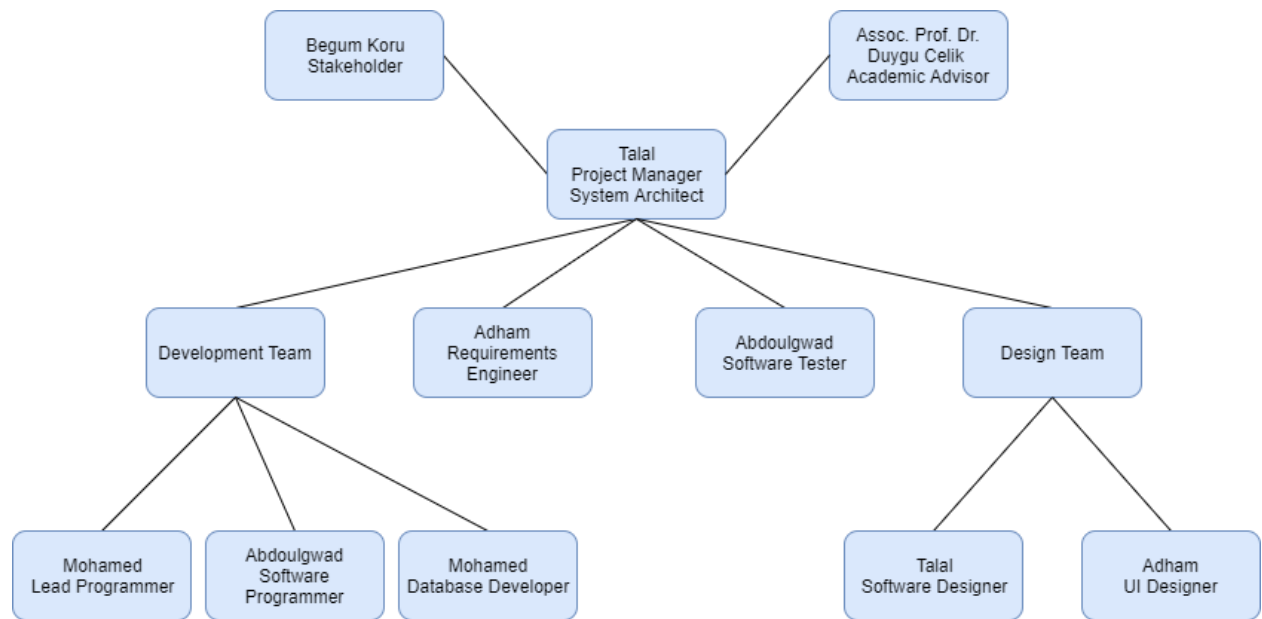 Begum Koru
Stakeholder
Assoc. Prof. Dr.
Duygu Celik
Academic Advisor
Talal
Project Manager
System Architect
Development Team
Adham
Requirements
Engineer
Abdoulgwad
Software Tester
Design Team
Mohamed
Lead Programmer
Abdoulgwad
Software
Programmer
Mohamed
Database Developer
Talal
Software Designer
Adham
UI Designer